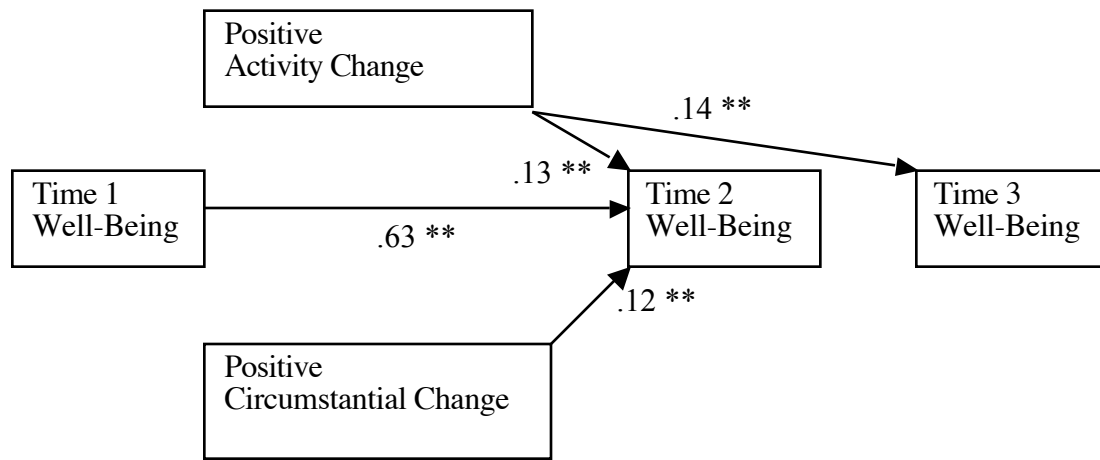 Positive
Activity Change
.14 **
.13 **
Time 1
Well-Being
Time 2
Well-Being
Time 3
Well-Being
.63 **
.12 **
Positive
Circumstantial Change